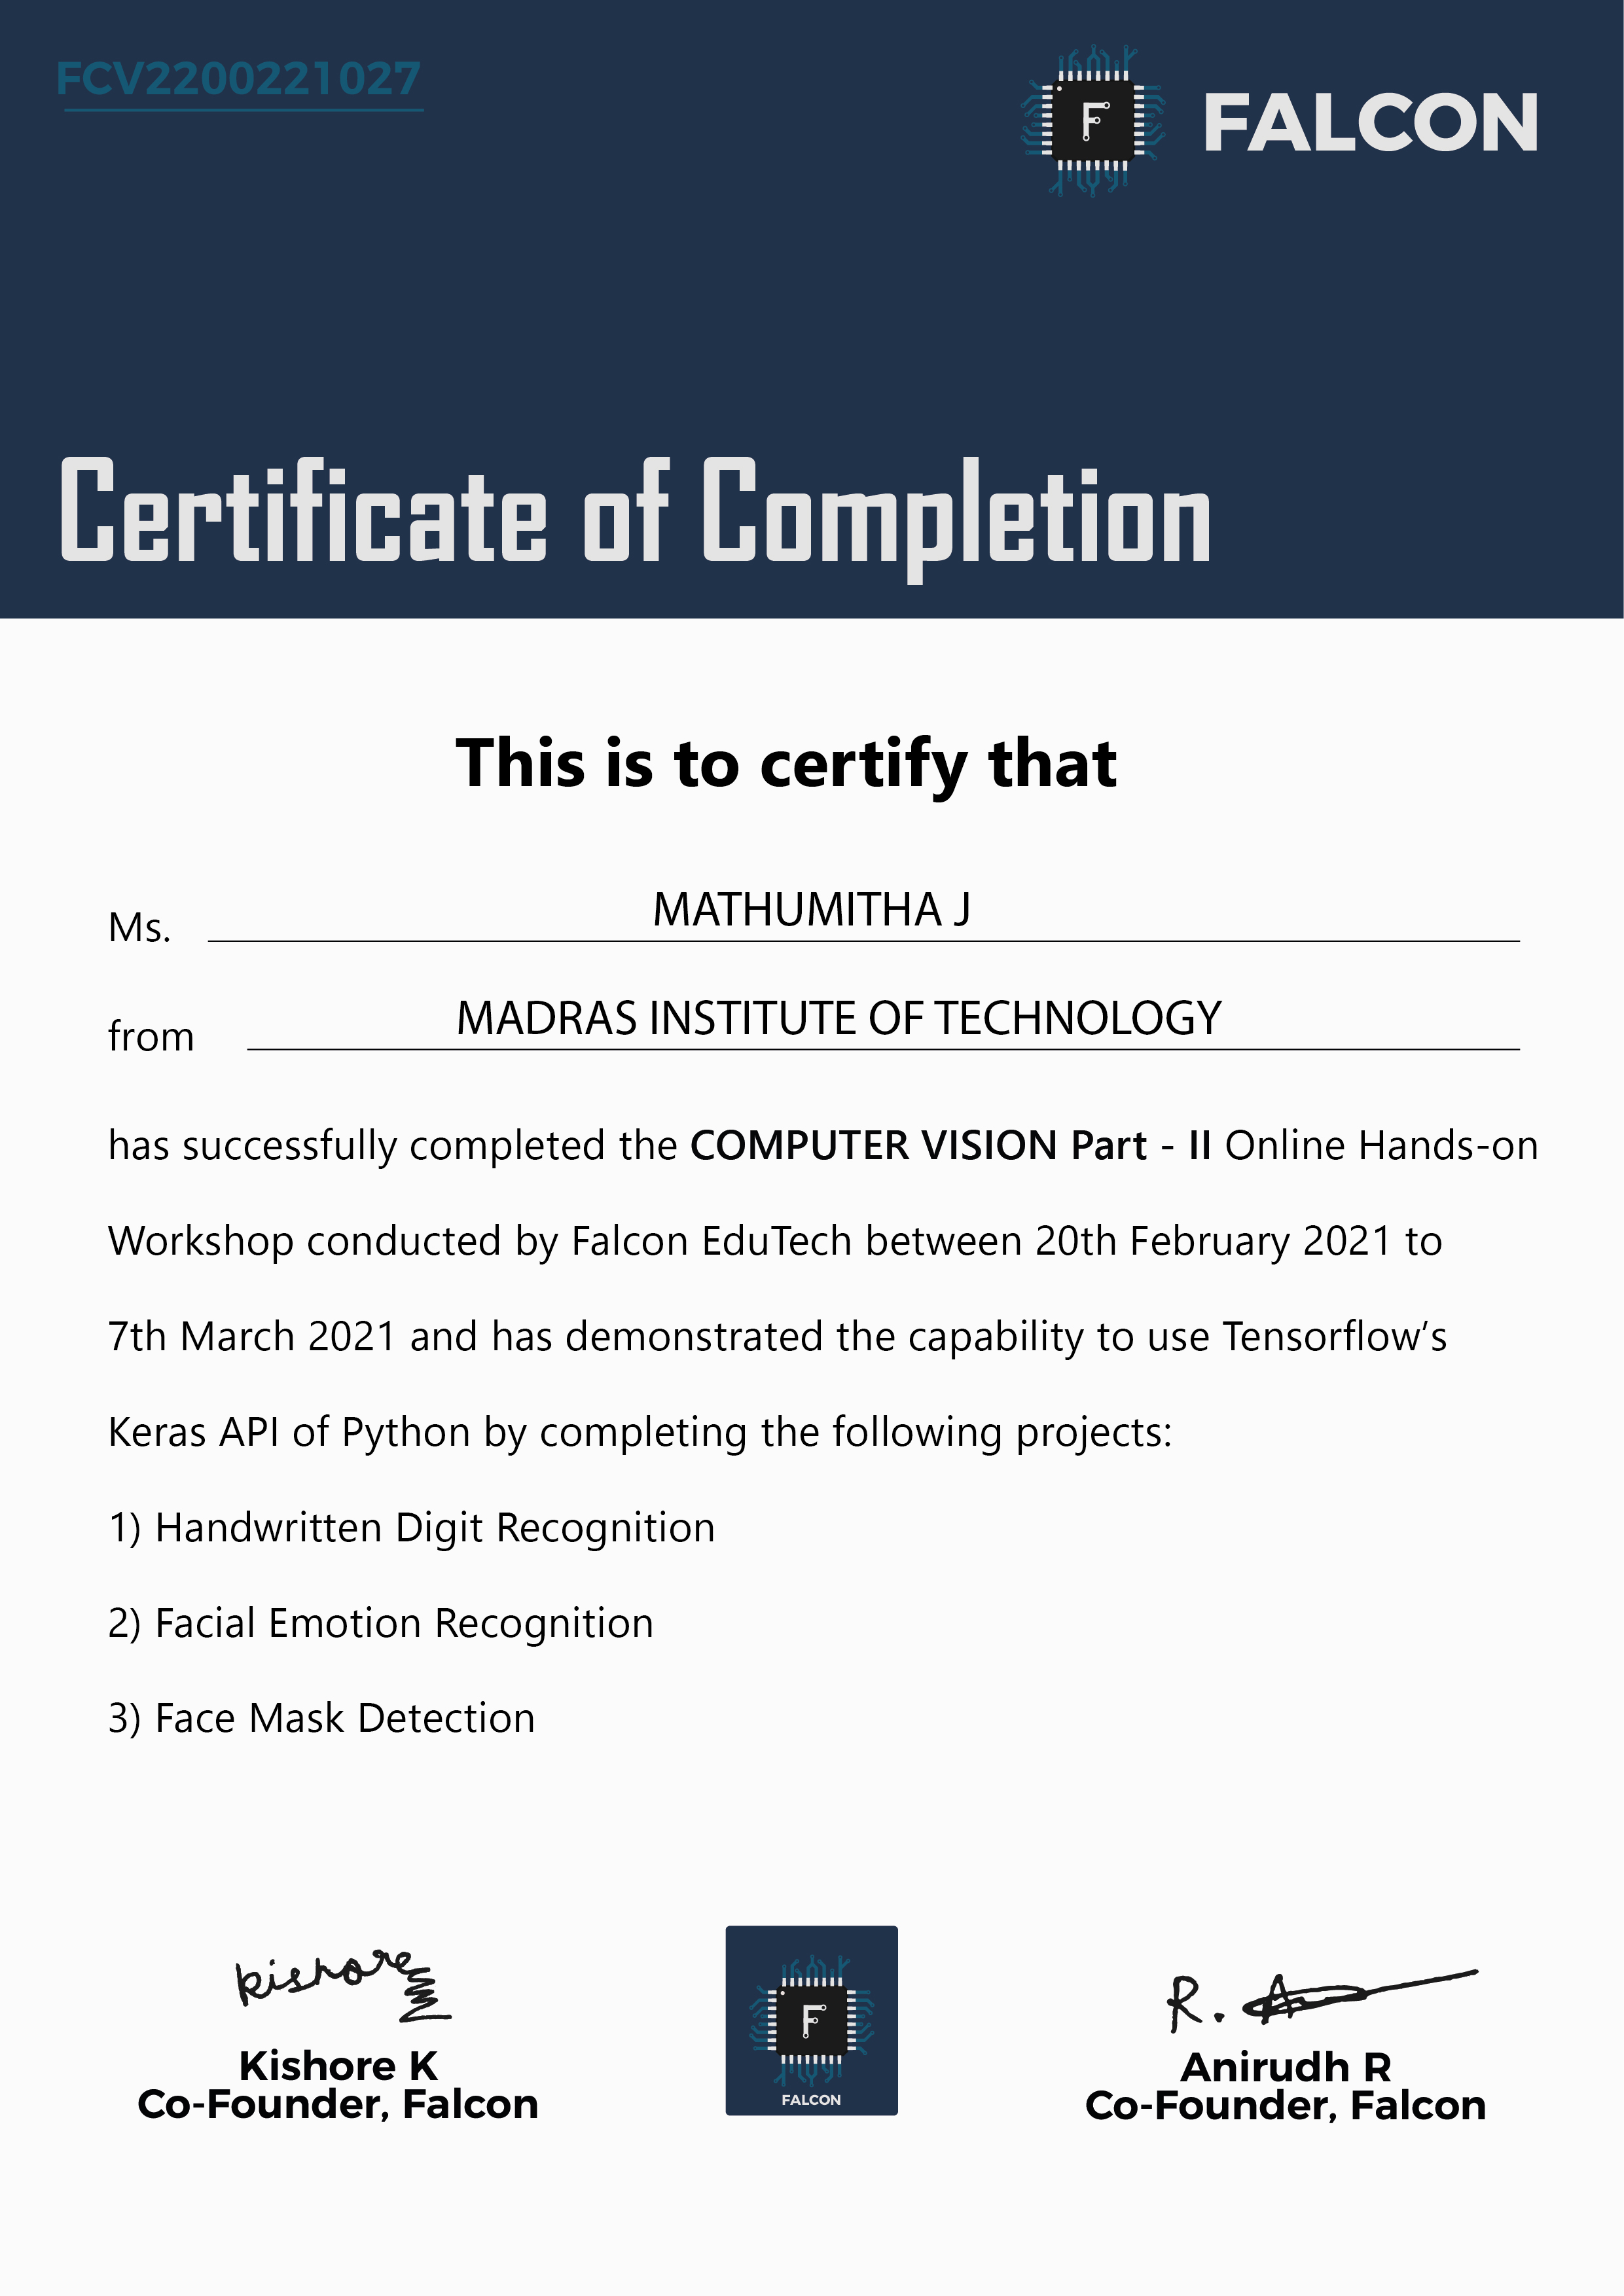 FCV2200221027
F
FALCON
Certificate of Completion
This is to certify that
Ms. MATHUMITHA J
from MADRAS INSTITUTE OF TECHNOLOGY
has successfully completed the COMPUTER VISION Part - II Online Hands-on
Workshop conducted by Falcon EduTech between 20th February 2021 to
7th March 2021 and has demonstrated the capability to use Tensorflow’s
Keras API of Python by completing the following projects:
1) Handwritten Digit Recognition
2) Facial Emotion Recognition
3) Face Mask Detection
kishore
Kishore K
Co-Founder, Falcon
F
FALCON
R. A
Anirudh R
Co-Founder, Falcon